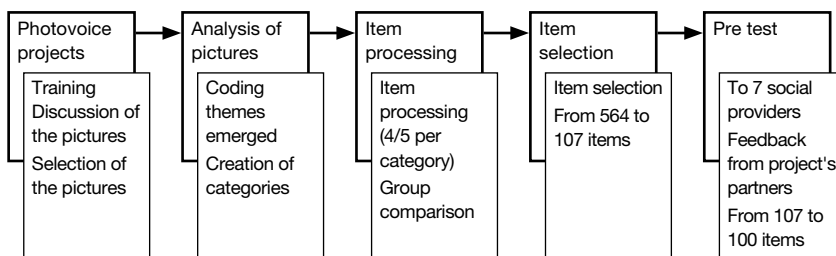 Photovoice
projects
Training
Discussion of
the pictures
Selection of
the pictures
Analysis of
pictures
Coding
themes
emerged
Creation of
categories
Item
processing
Item
processing
(4/5 per
category)
Group
comparison
Item
selection
Item selection
From 564 to
107 items
Pre test
To 7 social
providers
Feedback
from project's
partners
From 107 to
100 items